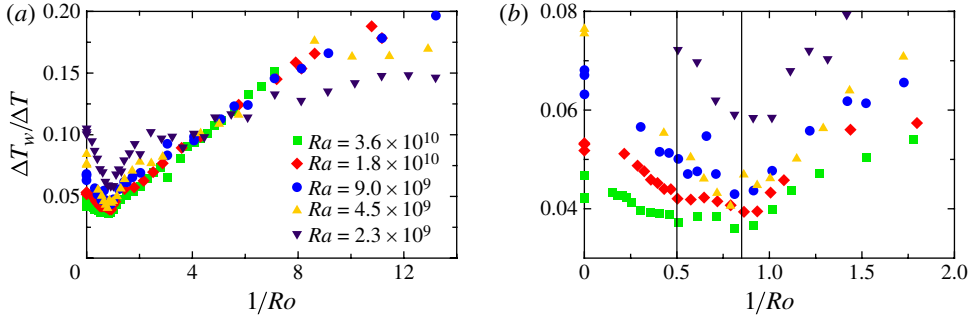 (a)
0.20
0.15
0.10
0.05
0
ΔT_w/ΔT
Ra = 3.6 × 10^10
Ra = 1.8 × 10^10
Ra = 9.0 × 10^9
Ra = 4.5 × 10^9
Ra = 2.3 × 10^9
0 4 8 12
1/Ro
(b)
0.08
0.06
0.04
0 0.5 1.0 1.5 2.0
1/Ro